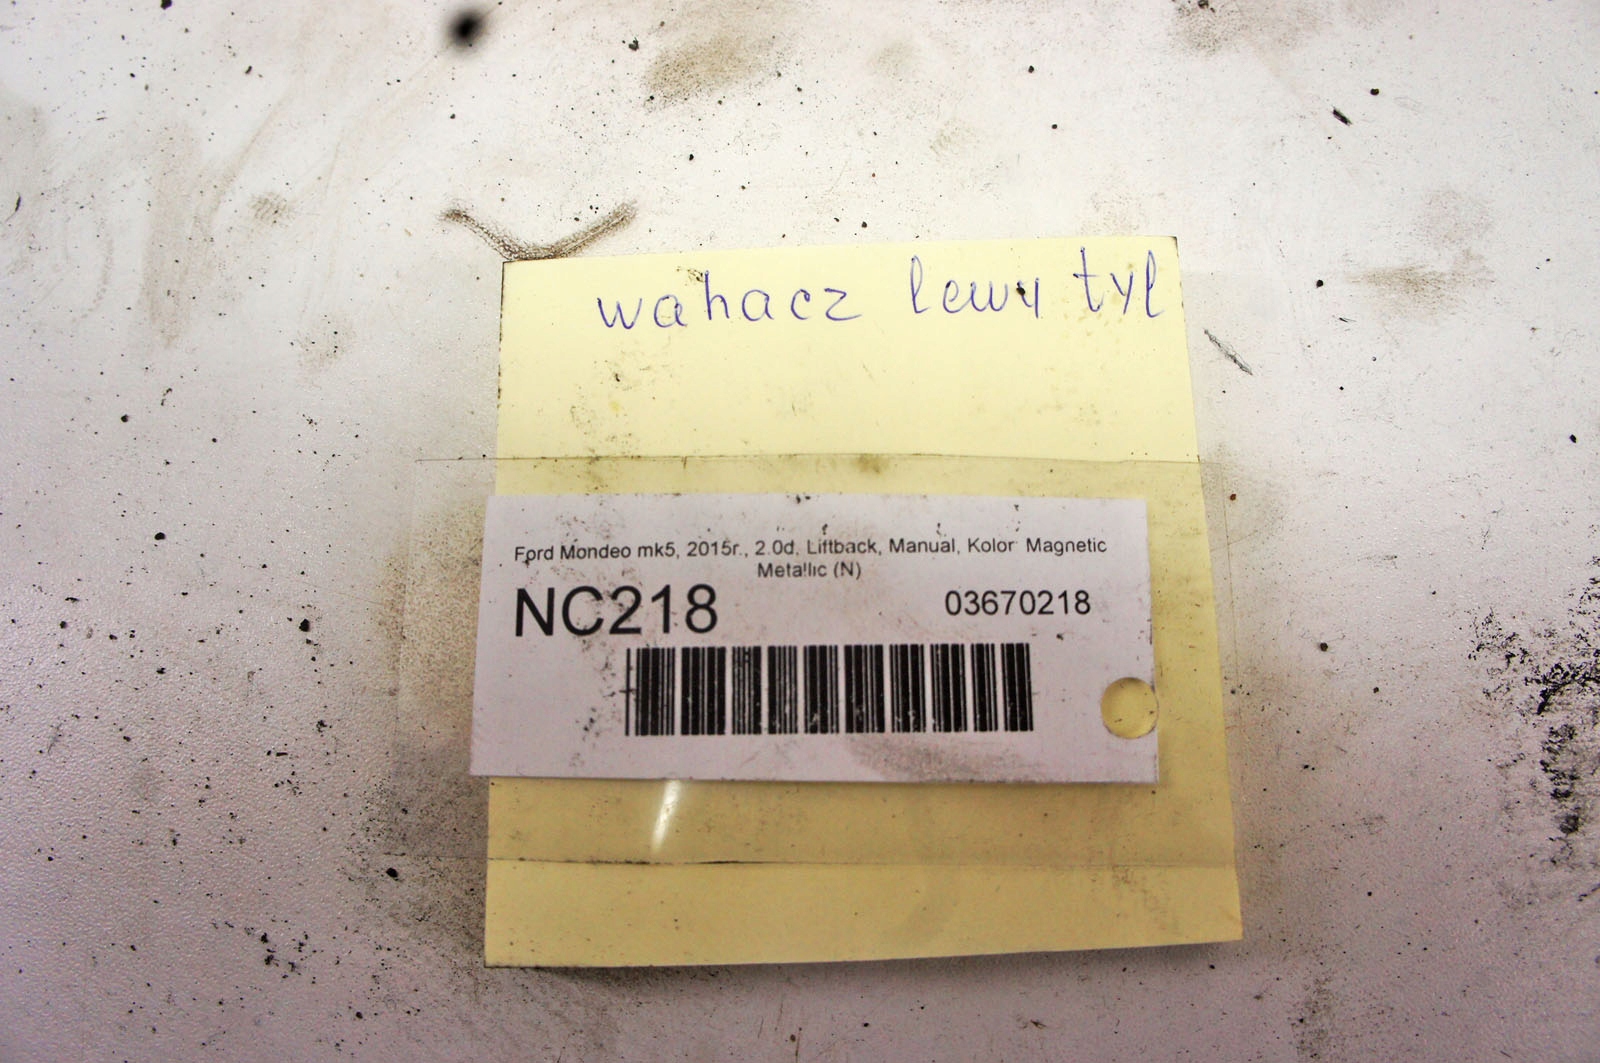 wahacz lewy tył
Ford Mondeo mk5, 2015r., 2.0d, Liftback, Manual, Kolor: Magnetic
Metallic (N)
NC218
03670218